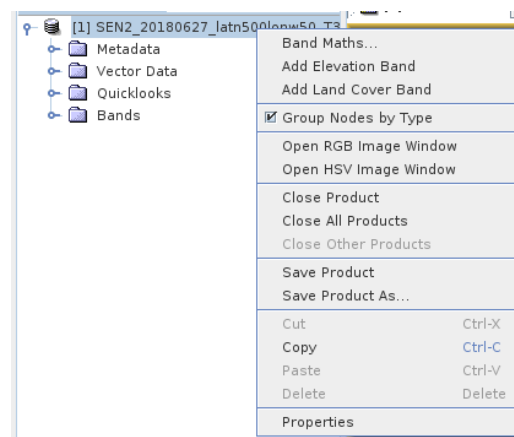 [1] SEN2_20180627_latn500lonw50_T3
Metadata
Vector Data
Quicklooks
Bands
Band Maths...
Add Elevation Band
Add Land Cover Band
Group Nodes by Type
Open RGB Image Window
Open HSV Image Window
Close Product
Close All Products
Close Other Products
Save Product
Save Product As...
Cut Ctrl-X
Copy Ctrl-C
Paste Ctrl-V
Delete Delete
Properties